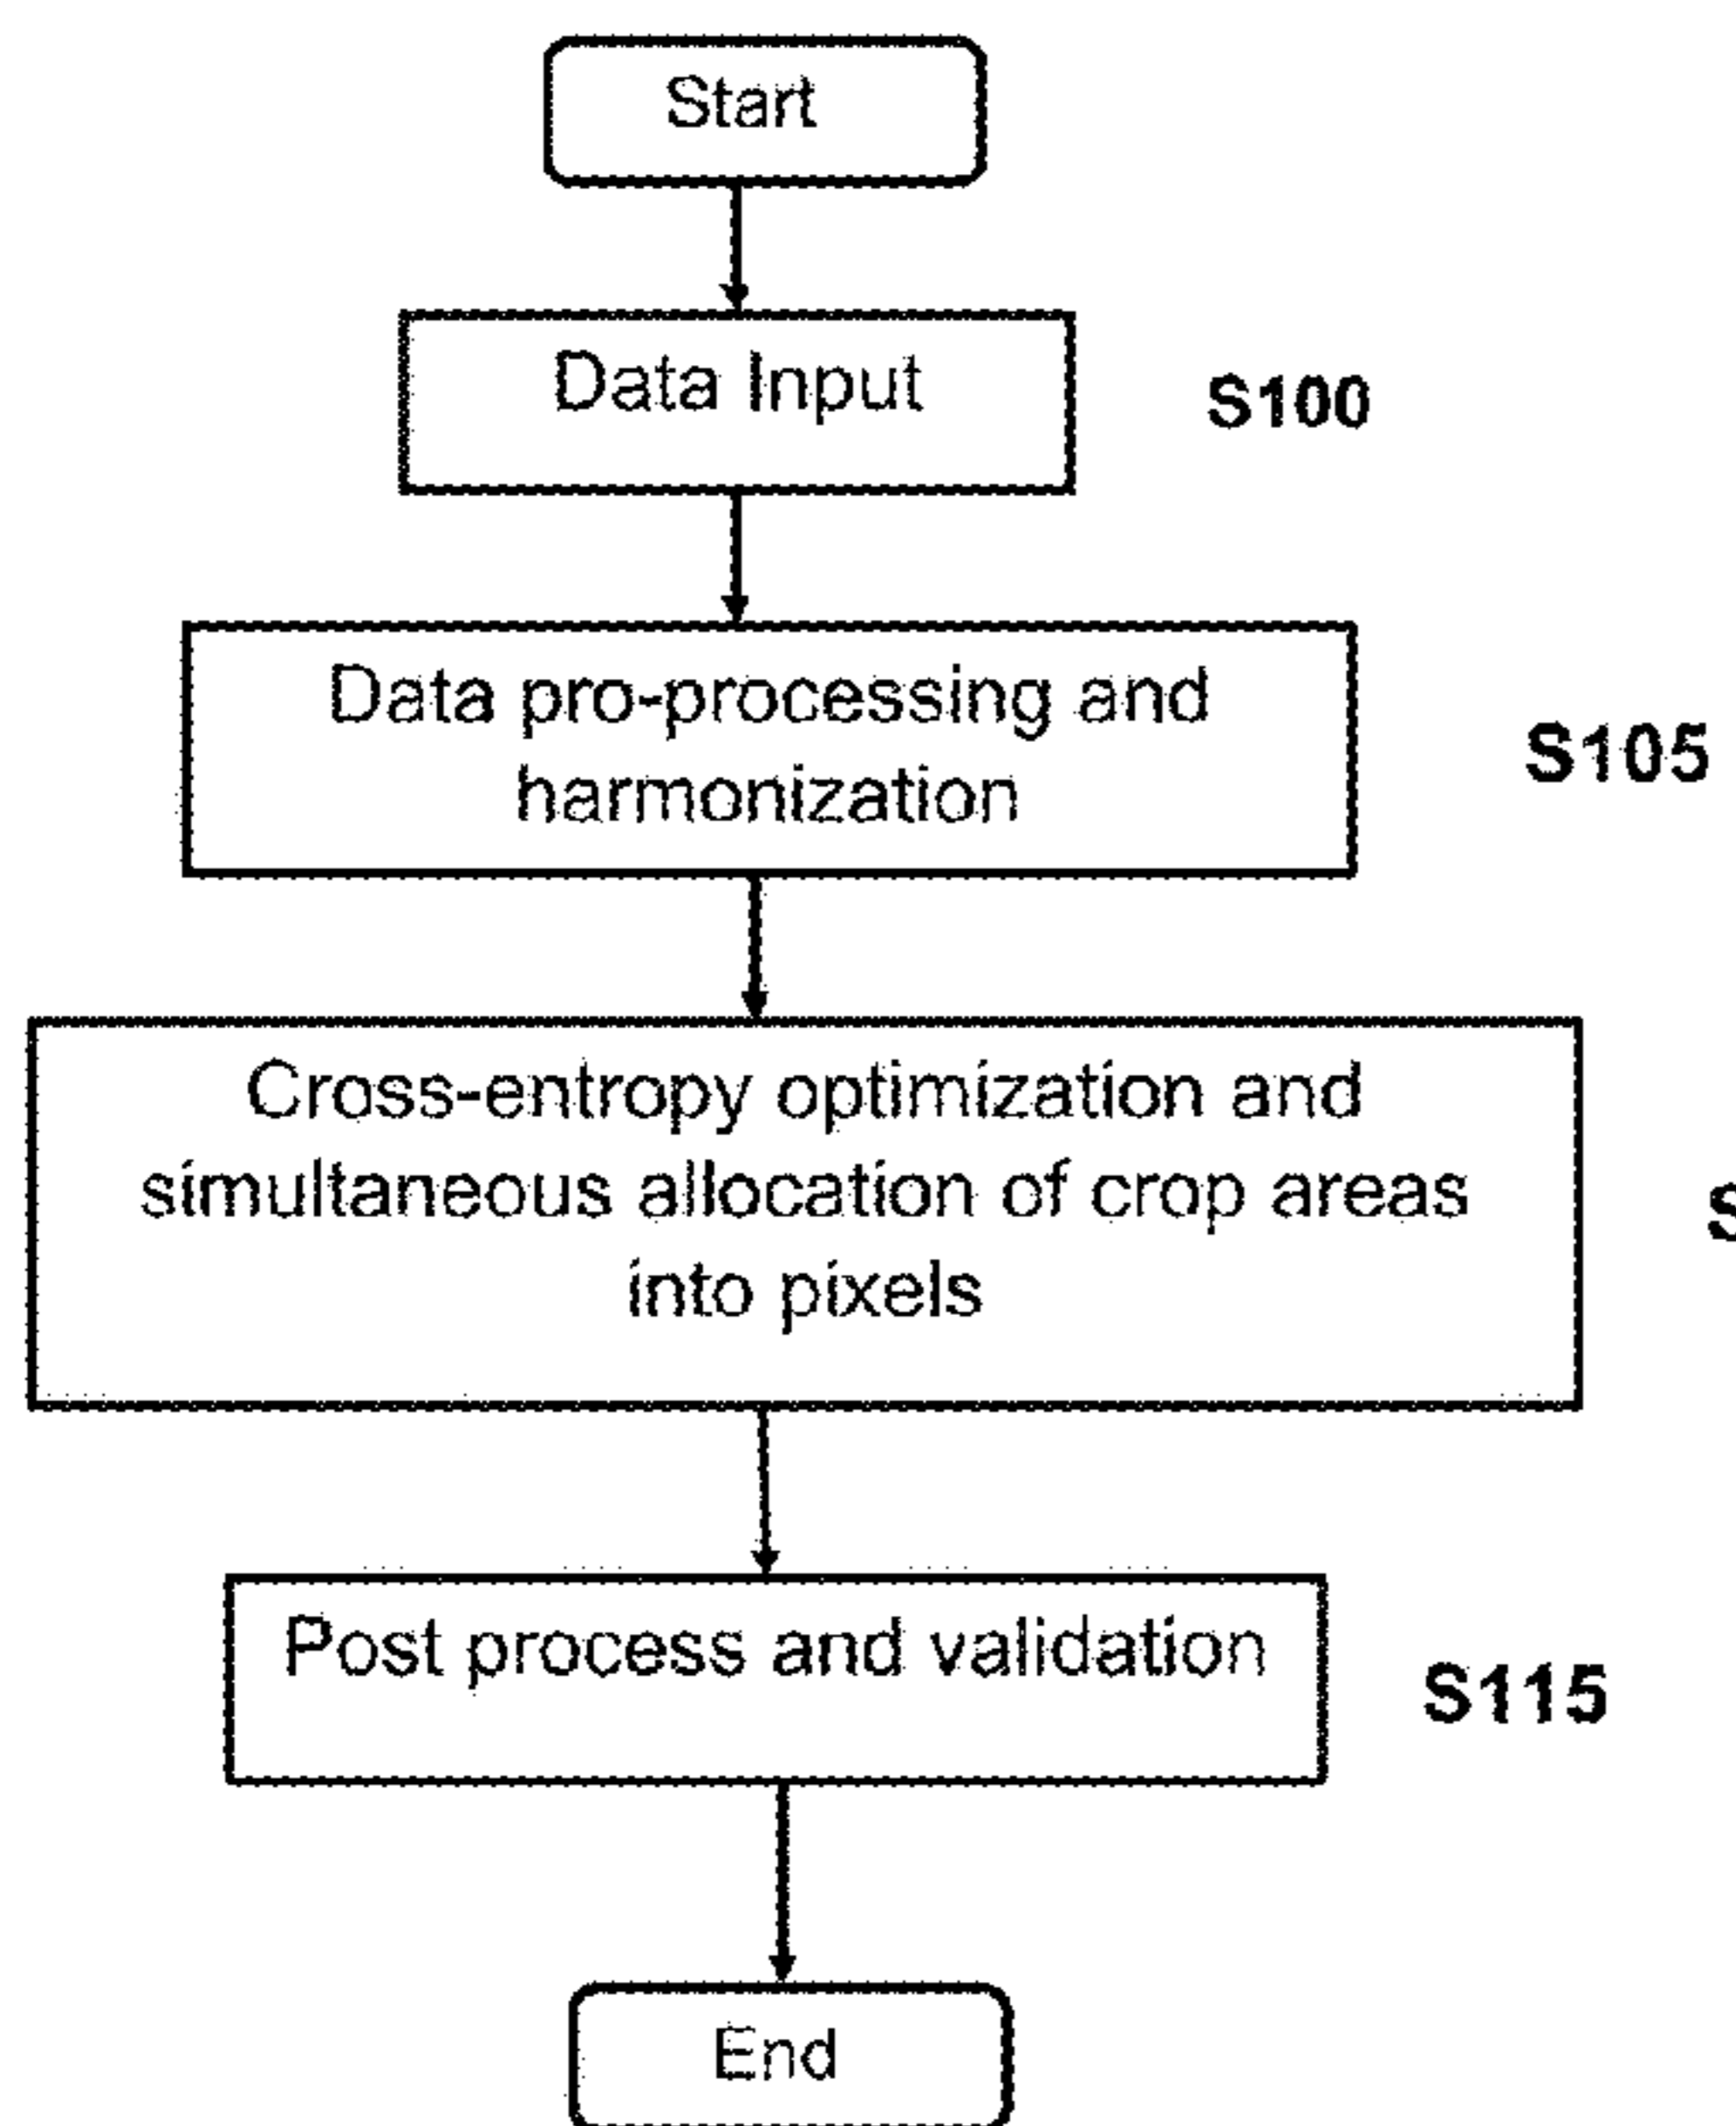 Start
Data Input
S100
Data pro-processing and
harmonization
S105
Cross-entropy optimization and
simultaneous allocation of crop areas
into pixels
Post process and validation
S115
End